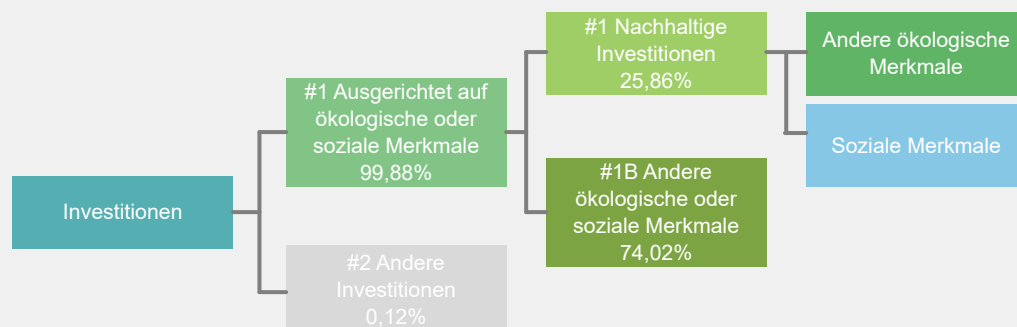 Investitionen
#1 Ausgerichtet auf
ökologische oder
soziale Merkmale
99,88%
#2 Andere
Investitionen
0,12%
#1 Nachhaltige
Investitionen
25,86%
#1B Andere
ökologische oder
soziale Merkmale
74,02%
Andere ökologische
Merkmale
Soziale Merkmale